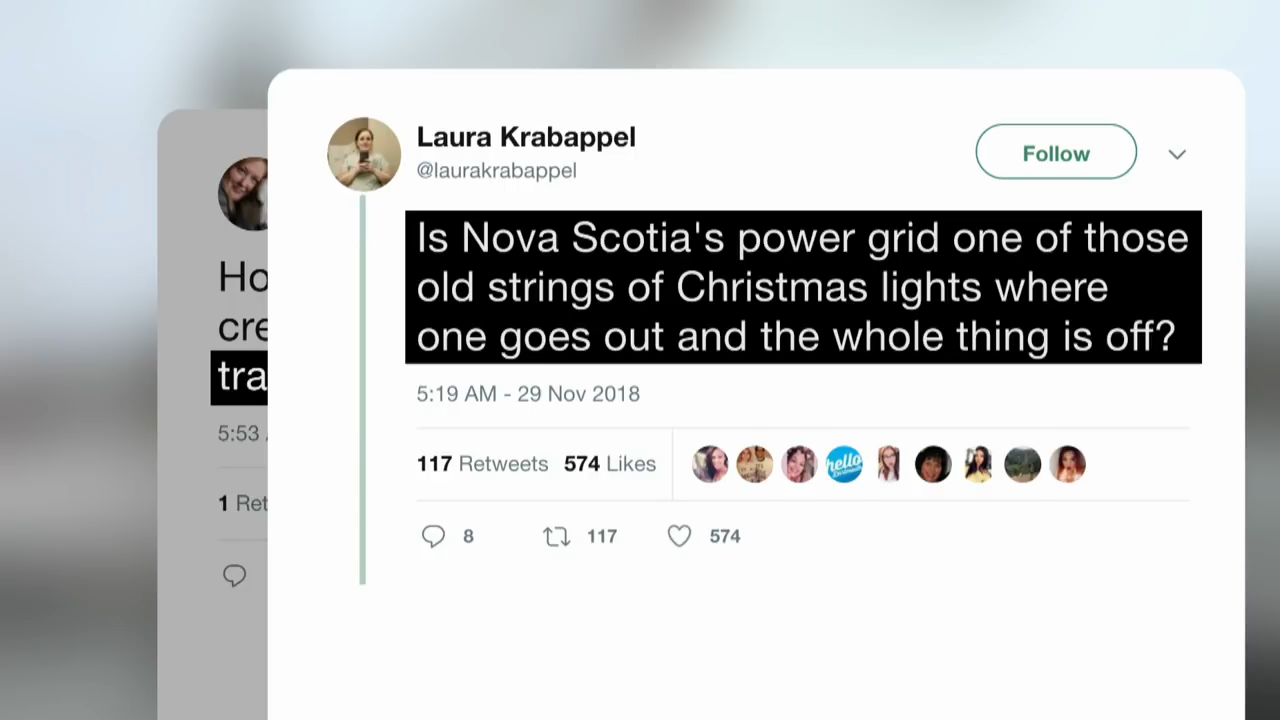 Laura Krabappel
@laurakrabappel
Follow
Is Nova Scotia's power grid one of those
old strings of Christmas lights where
one goes out and the whole thing is off?
5:19 AM - 29 Nov 2018
117 Retweets 574 Likes
hello
8 117 574
Ho
cre
tra
5:53
1 Ret